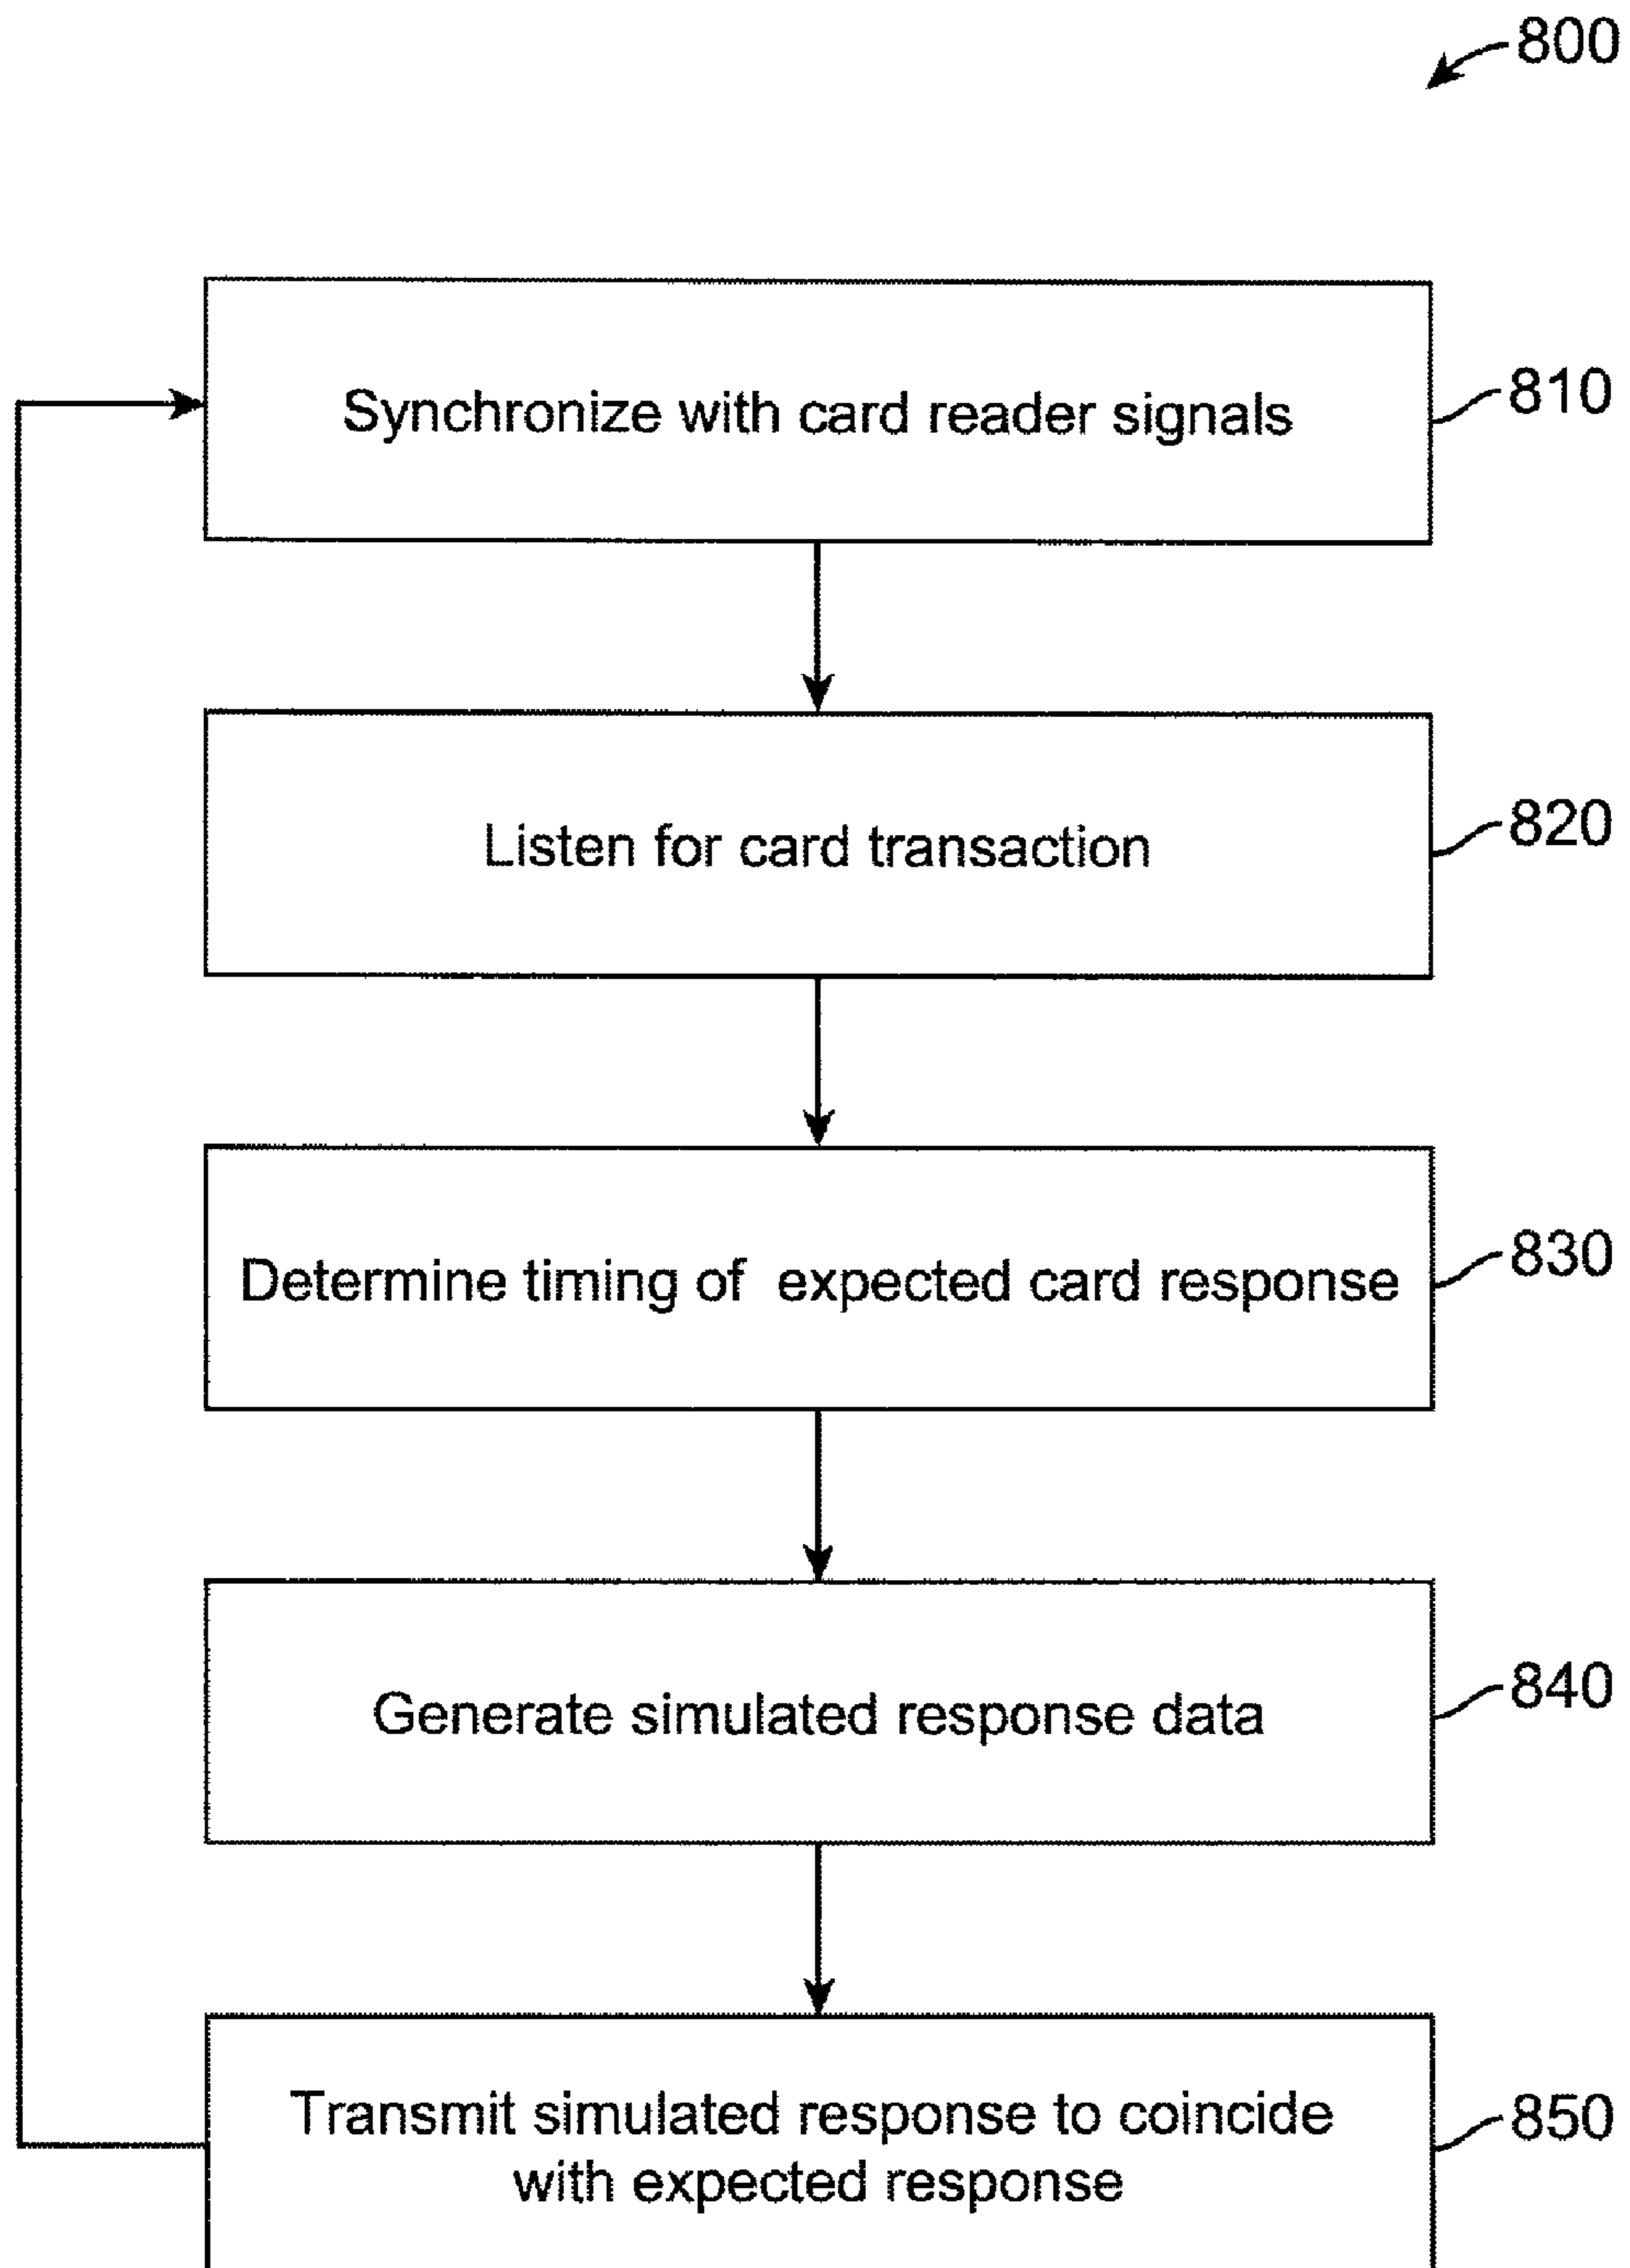 800
Synchronize with card reader signals
810
Listen for card transaction
820
Determine timing of expected card response
830
Generate simulated response data
840
Transmit simulated response to coincide
with expected response
850